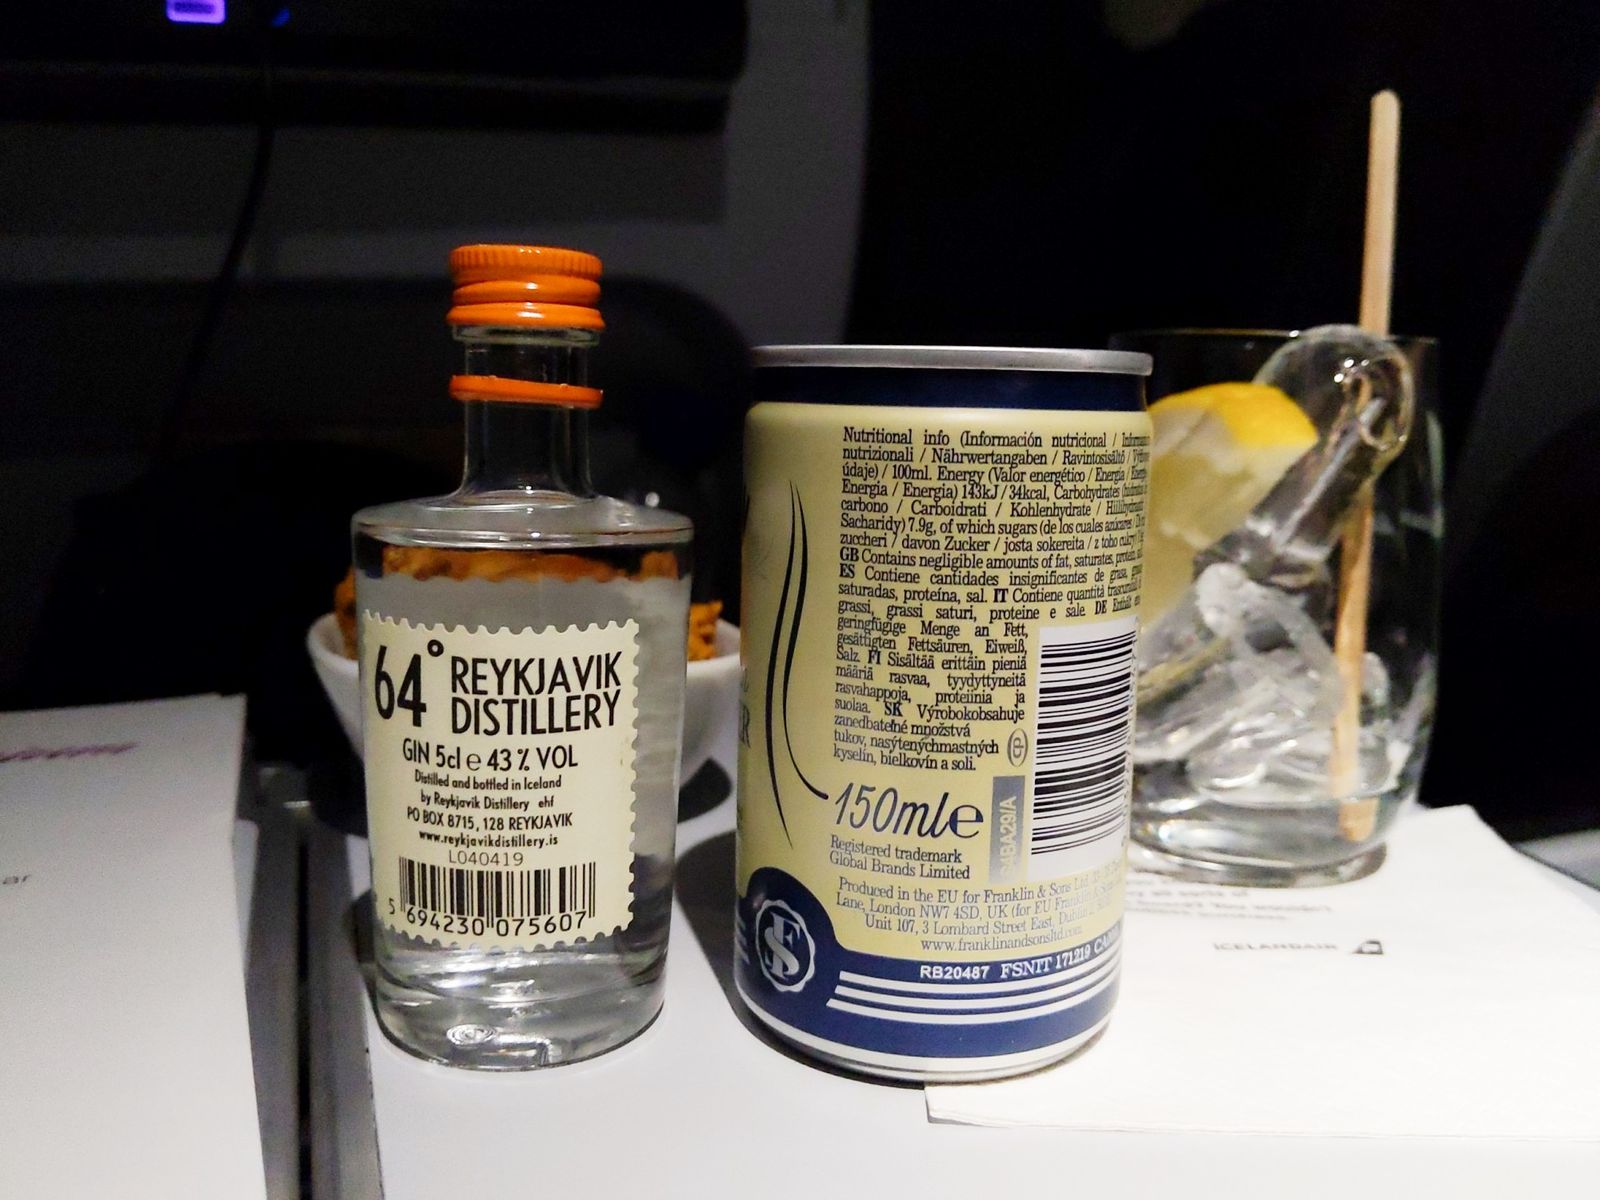 64° REYKJAVIK
DISTILLERY
GIN 5cl e 43 % VOL
Distilled and bottled in Iceland
by Reykjavik Distillery ehf
PO BOX 8715, 128 REYKJAVIK
www.reykjavikdistillery.is
L040419
5 694230 075607
Nutritional info (Información nutricional /
nutrizionali / Nährwertangaben / Ravintosisältö /
údaje) / 100ml. Energy (Valor energético / Energia /
Energia / Energia) 143kJ / 34kcal, Carbohydrates
carbono / Carboidrati / Kohlenhydrate /
Sacharidy) 7.9g, of which sugars (de los cuales azúcares /
zuccheri / davon Zucker / josta sokereita / z toho cukry)
GB Contains negligible amounts of fat, saturates, protein,
ES Contiene cantidades insignificantes de grasa,
saturadas, proteína, sal. IT Contiene quantità
grassi, grassi saturi, proteine e sale DE Enthält
geringfügige Menge an Fett,
gesättigten Fettsäuren, Eiweiß,
Salz. FI Sisältää erittäin pieniä
määriä rasvaa, tyydyttyneitä
rasvahappoja, proteiinia ja
suolaa. SK Výrobokobsahuje
zanedbateľné množstvá
tukov, nasýtenýchmastných
kyselín, bielkovín a soli.
150ml e
Registered trademark
Global Brands Limited
Produced in the EU for Franklin & Sons Ltd.
Lane, London NW7 4SD, UK (for EU Franklin & Sons
Unit 107, 3 Lombard Street East, Dublin 2,
www.franklinandsonsltd.com
RB20487 FSNIT 171219
FS
ICELANDAIR